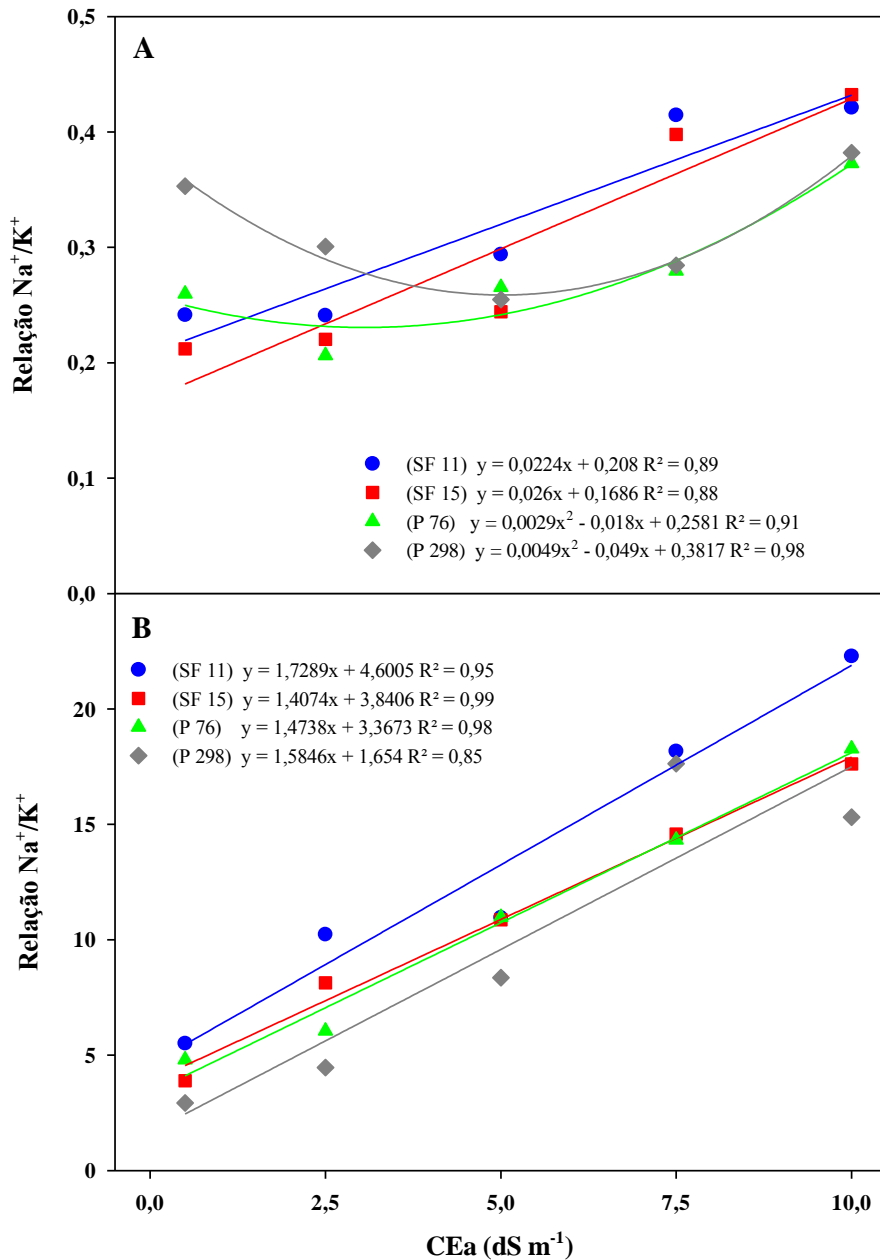 0,5
A
0,4
0,3
0,2
0,1
0,0
Relação Na⁺/K⁺
(SF 11) y = 0,0224x + 0,208 R² = 0,89
(SF 15) y = 0,026x + 0,1686 R² = 0,88
(P 76) y = 0,0029x² - 0,018x + 0,2581 R² = 0,91
(P 298) y = 0,0049x² - 0,049x + 0,3817 R² = 0,98
B
(SF 11) y = 1,7289x + 4,6005 R² = 0,95
(SF 15) y = 1,4074x + 3,8406 R² = 0,99
(P 76) y = 1,4738x + 3,3673 R² = 0,98
(P 298) y = 1,5846x + 1,654 R² = 0,85
20
15
10
5
0
Relação Na⁺/K⁺
0,0 2,5 5,0 7,5 10,0
CEa (dS m⁻¹)